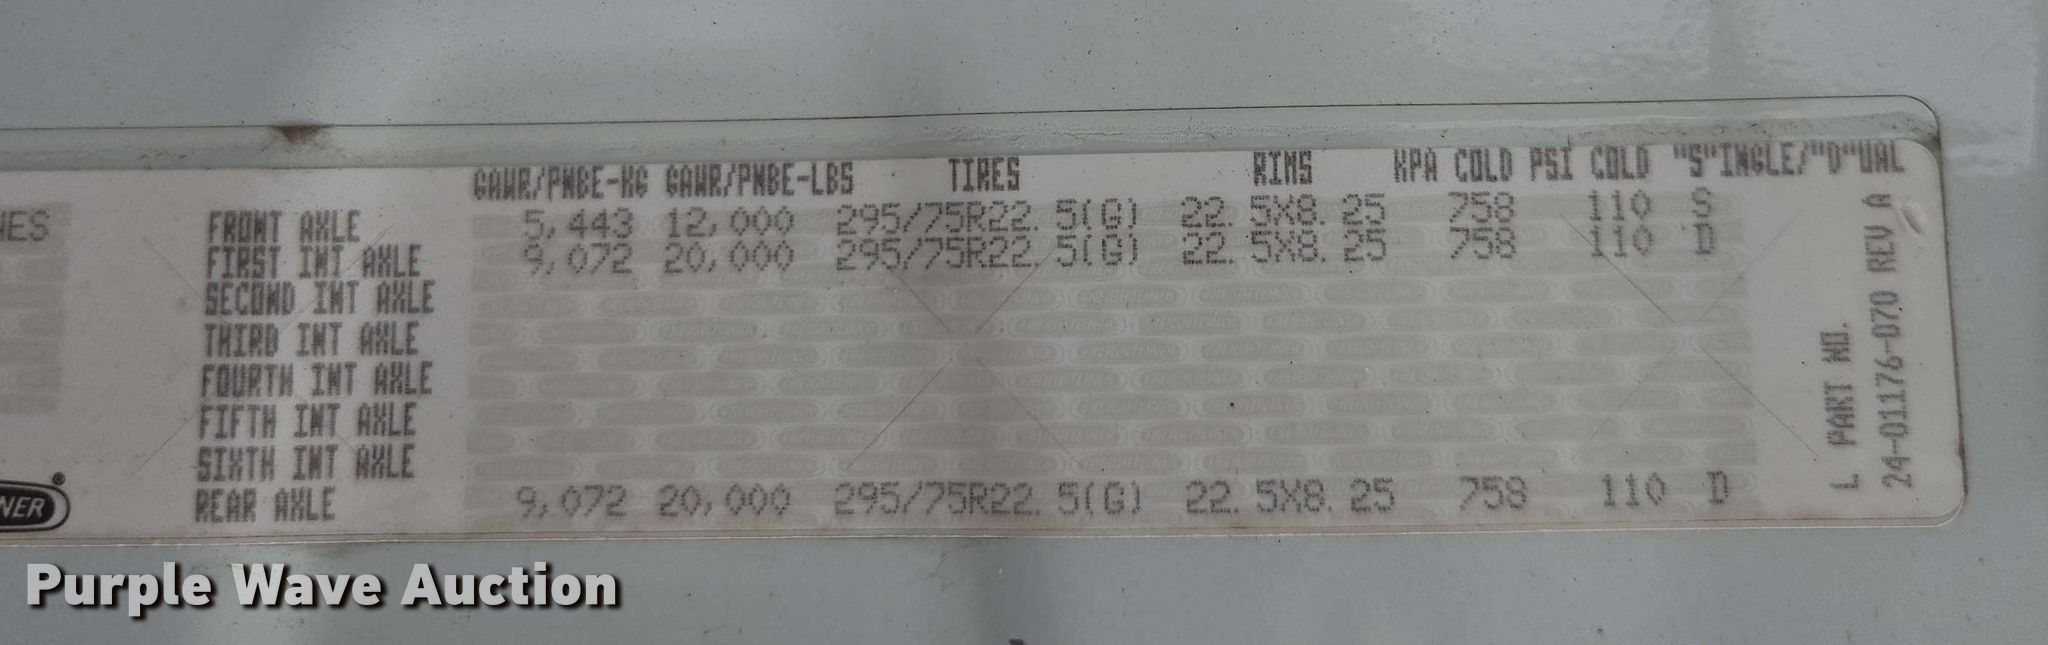 GAWR/PNBE-KG GAWR/PNBE-LBS TIRES RIMS KPA COLD PSI COLD "S"INGLE/"D"UAL
FRONT AXLE 5,443 12,000 295/75R22.5(G) 22.5X8.25 758 110 S
FIRST INT AXLE 9,072 20,000 295/75R22.5(G) 22.5X8.25 758 110 D
SECOND INT AXLE
THIRD INT AXLE
FOURTH INT AXLE
FIFTH INT AXLE
SIXTH INT AXLE
REAR AXLE 9,072 20,000 295/75R22.5(G) 22.5X8.25 758 110 D
L PART NO.
24-01176-070 REV A
NER®
Purple Wave Auction